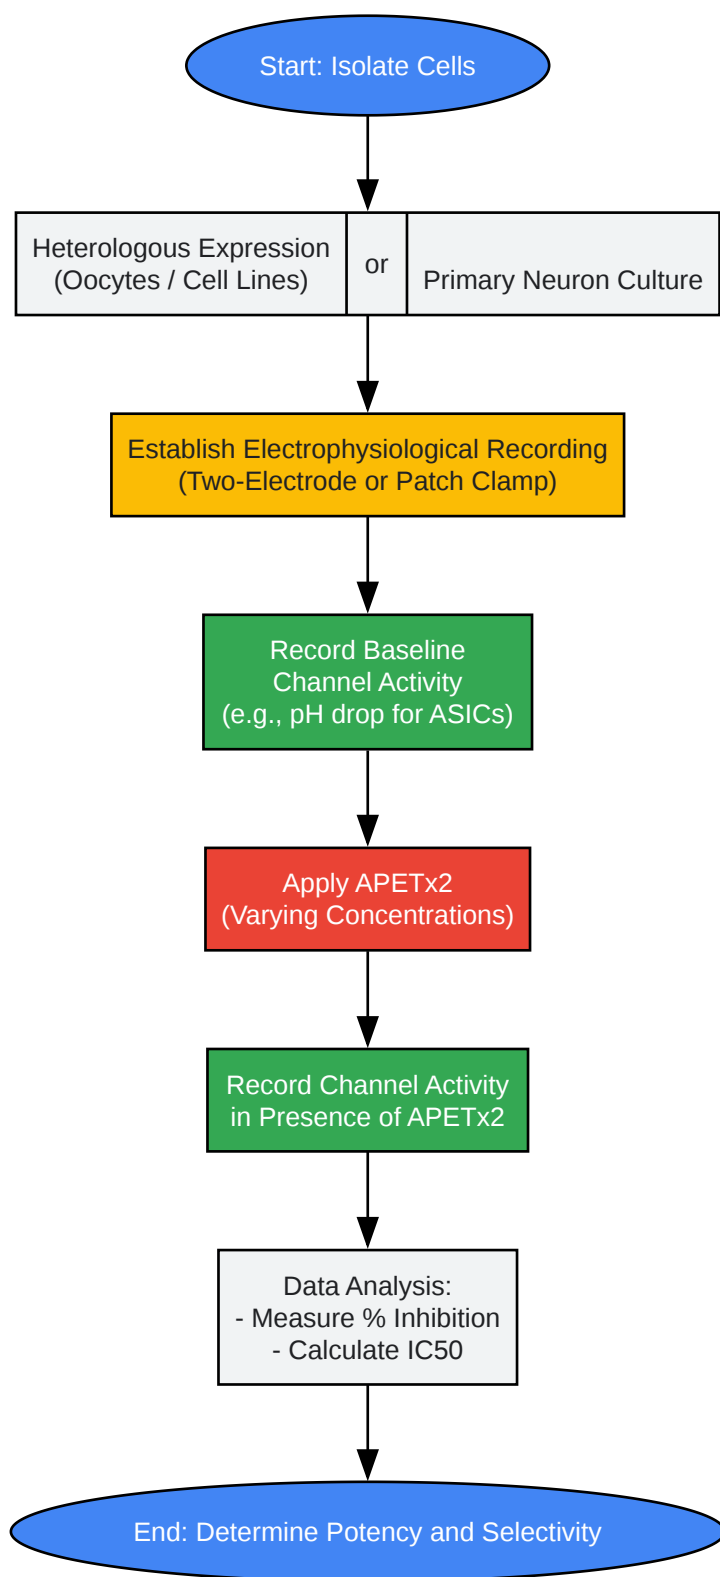 Start: Isolate Cells
Heterologous Expression
(Oocytes / Cell Lines)
or
Primary Neuron Culture
Establish Electrophysiological Recording
(Two-Electrode or Patch Clamp)
Record Baseline
Channel Activity
(e.g., pH drop for ASICs)
Apply APETx2
(Varying Concentrations)
Record Channel Activity
in Presence of APETx2
Data Analysis:
- Measure % Inhibition
- Calculate IC50
End: Determine Potency and Selectivity